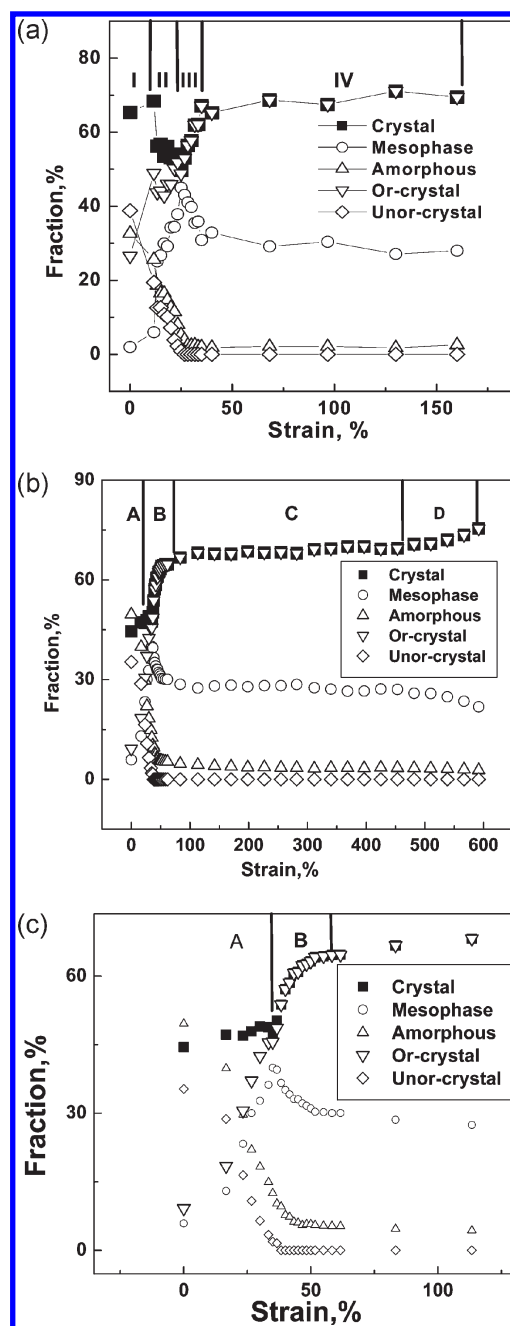 (a)
80
60
40
20
0
Fraction,%
I
II
III
IV
Crystal
Mesophase
Amorphous
Or-crystal
Unor-crystal
0
50
100
150
Strain, %
(b)
90
60
30
0
Fraction,%
A
B
C
D
Crystal
Mesophase
Amorphous
Or-crystal
Unor-crystal
0
100
200
300
400
500
600
Strain,%
(c)
60
30
0
Fraction,%
A
B
Crystal
Mesophase
Amorphous
Or-crystal
Unor-crystal
0
50
100
Strain,%